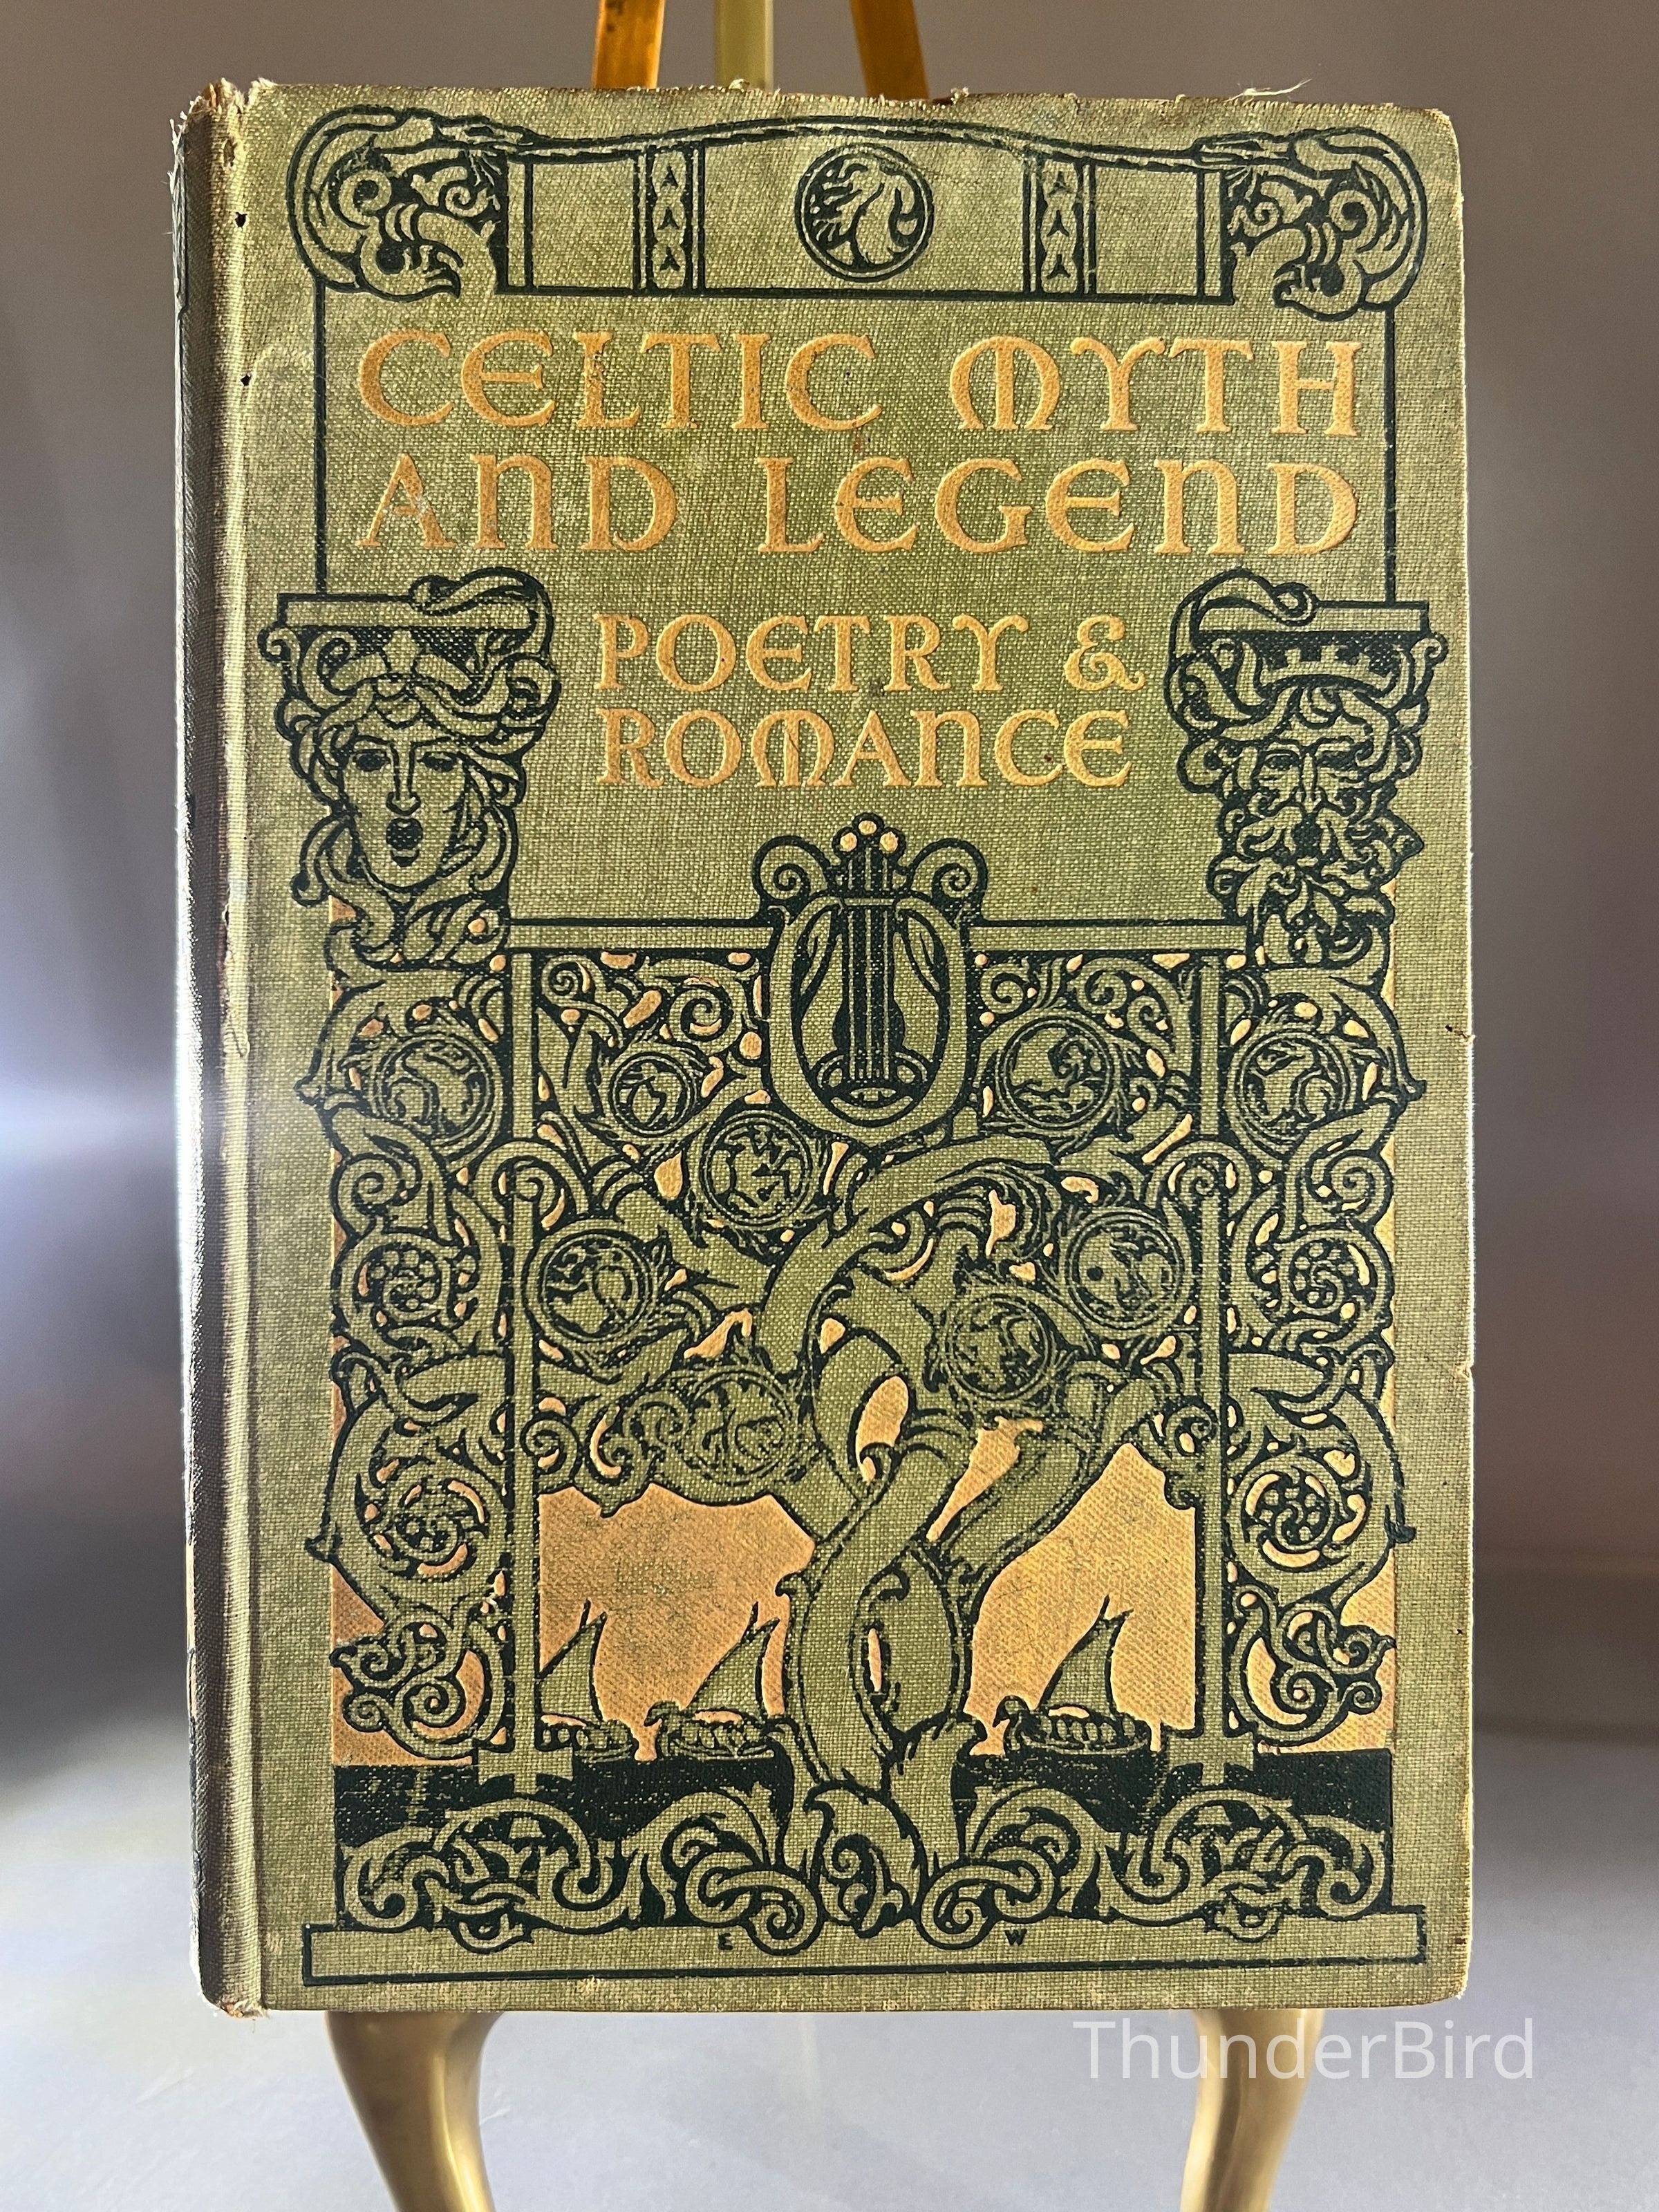 CELTIC MYTH
AND LEGEND
POETRY &
ROMANCE
E W
ThunderBird